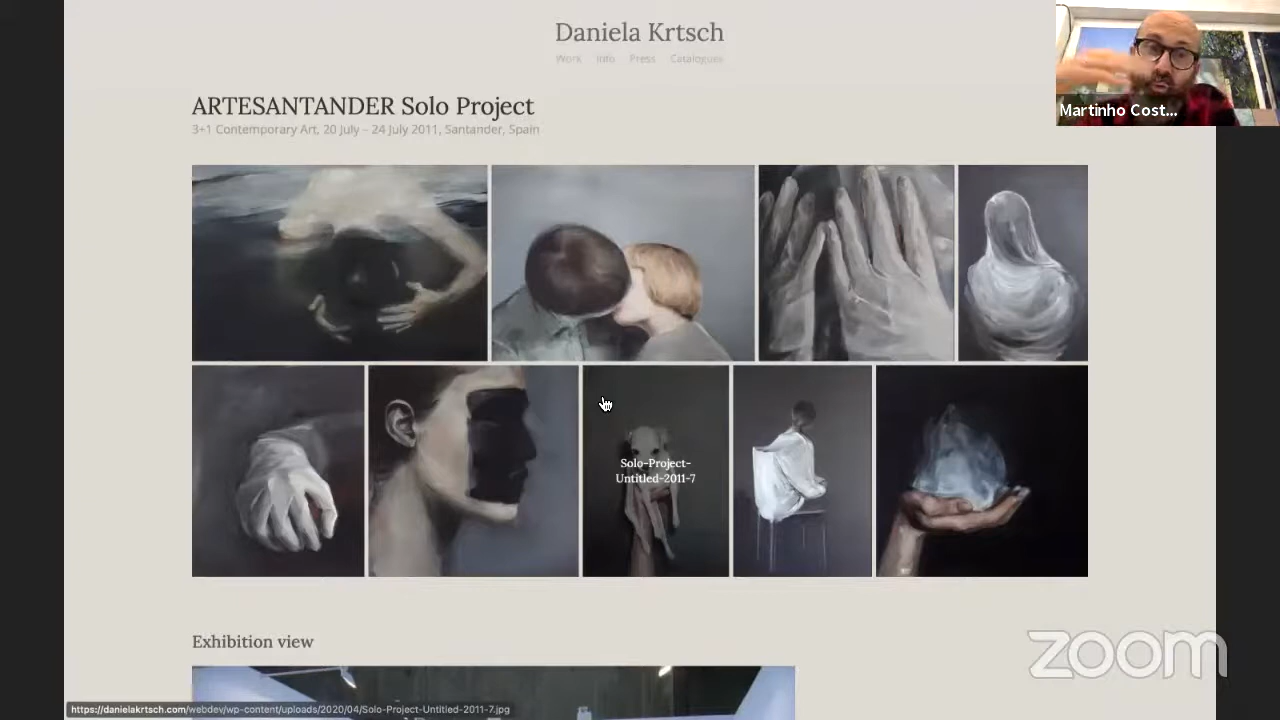 Daniela Krtsch
Work Info Press Catalogues
Martinho Cost...
ARTESANTANDER Solo Project
3+1 Contemporary Art, 20 July – 24 July 2011, Santander, Spain
Solo-Project-
Untitled-2011-7
Exhibition view
zoom
https://danielakrtsch.com/webdev/wp-content/uploads/2020/04/Solo-Project-Untitled-2011-7.jpg